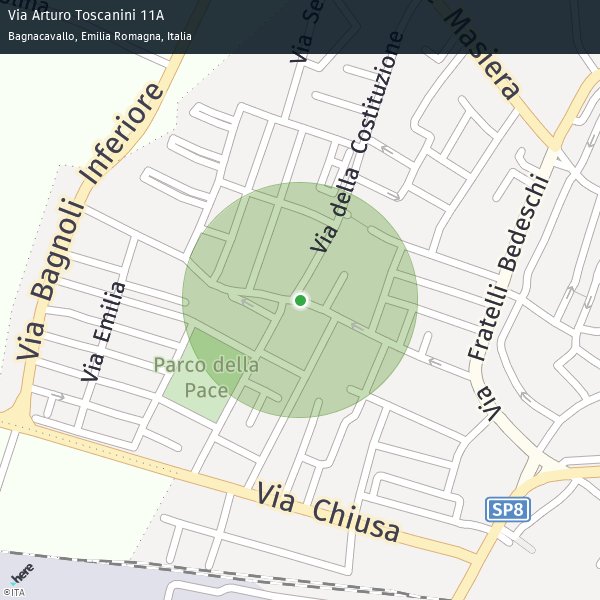 Via Arturo Toscanini 11A
Bagnacavallo, Emilia Romagna, Italia
Via Se
Masiera
Via Bagnoli Inferiore
Via della Costituzione
Fratelli Bedeschi
Via
Via Emilia
Parco della
Pace
Via Chiusa
SP8
here
©ITA